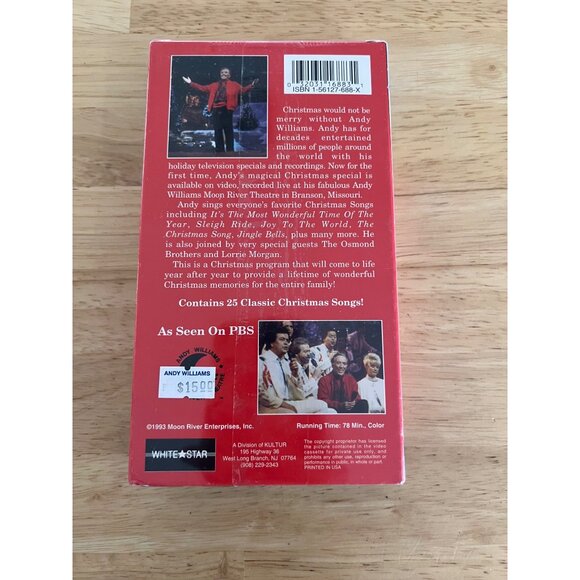 0 32031 16883 1
ISBN 1-56127-688-X
Christmas would not be
merry without Andy
Williams. Andy has for
decades entertained
millions of people around
the world with his
holiday television specials and recordings. Now for the
first time, Andy's magical Christmas special is
available on video, recorded live at his fabulous Andy
Williams Moon River Theatre in Branson, Missouri.
Andy sings everyone's favorite Christmas Songs
including It's The Most Wonderful Time Of The
Year, Sleigh Ride, Joy To The World, The
Christmas Song, Jingle Bells, plus many more. He
is also joined by very special guests The Osmond
Brothers and Lorrie Morgan.
This is a Christmas program that will come to life
year after year to provide a lifetime of wonderful
Christmas memories for the entire family!
Contains 25 Classic Christmas Songs!
As Seen On PBS
ANDY WILLIAMS
ANDY WILLIAMS
$15.00
©1993 Moon River Enterprises, Inc.
Running Time: 78 Min., Color
WHITE★STAR
A Division of KULTUR
195 Highway 36
West Long Branch, NJ 07764
(908) 229-2343
The copyright proprietor has licensed
the picture contained in the video
cassette for private use only, and
prohibits any other use, reproduction or
performance in public, in whole or in part.
PRINTED IN USA